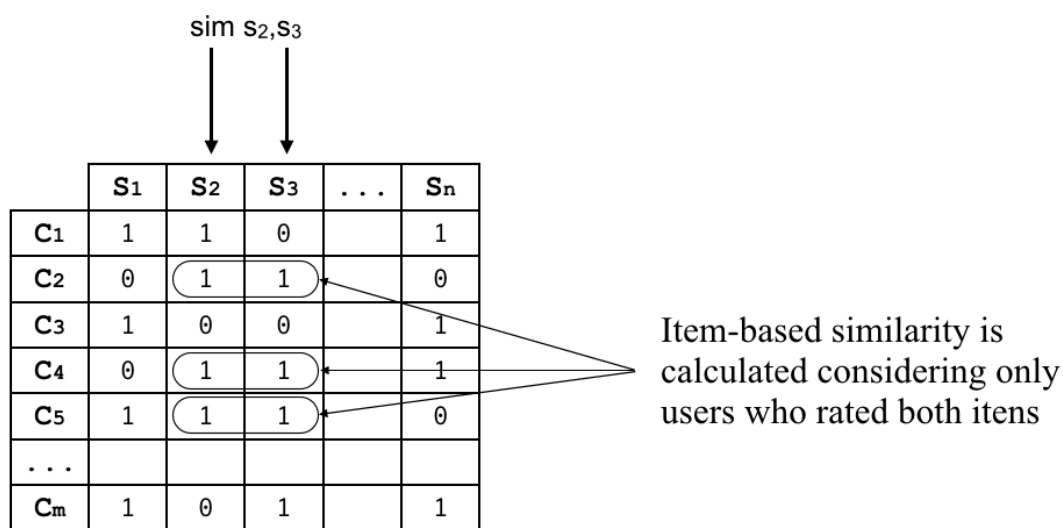 sim s₂,s₃
S₁ S₂ S₃ ... Sₙ
C₁ 1 1 0 1
C₂ 0 1 1 0
C₃ 1 0 0 1
C₄ 0 1 1 1
C₅ 1 1 1 0
...
Cₘ 1 0 1 1
Item-based similarity is
calculated considering only
users who rated both itens